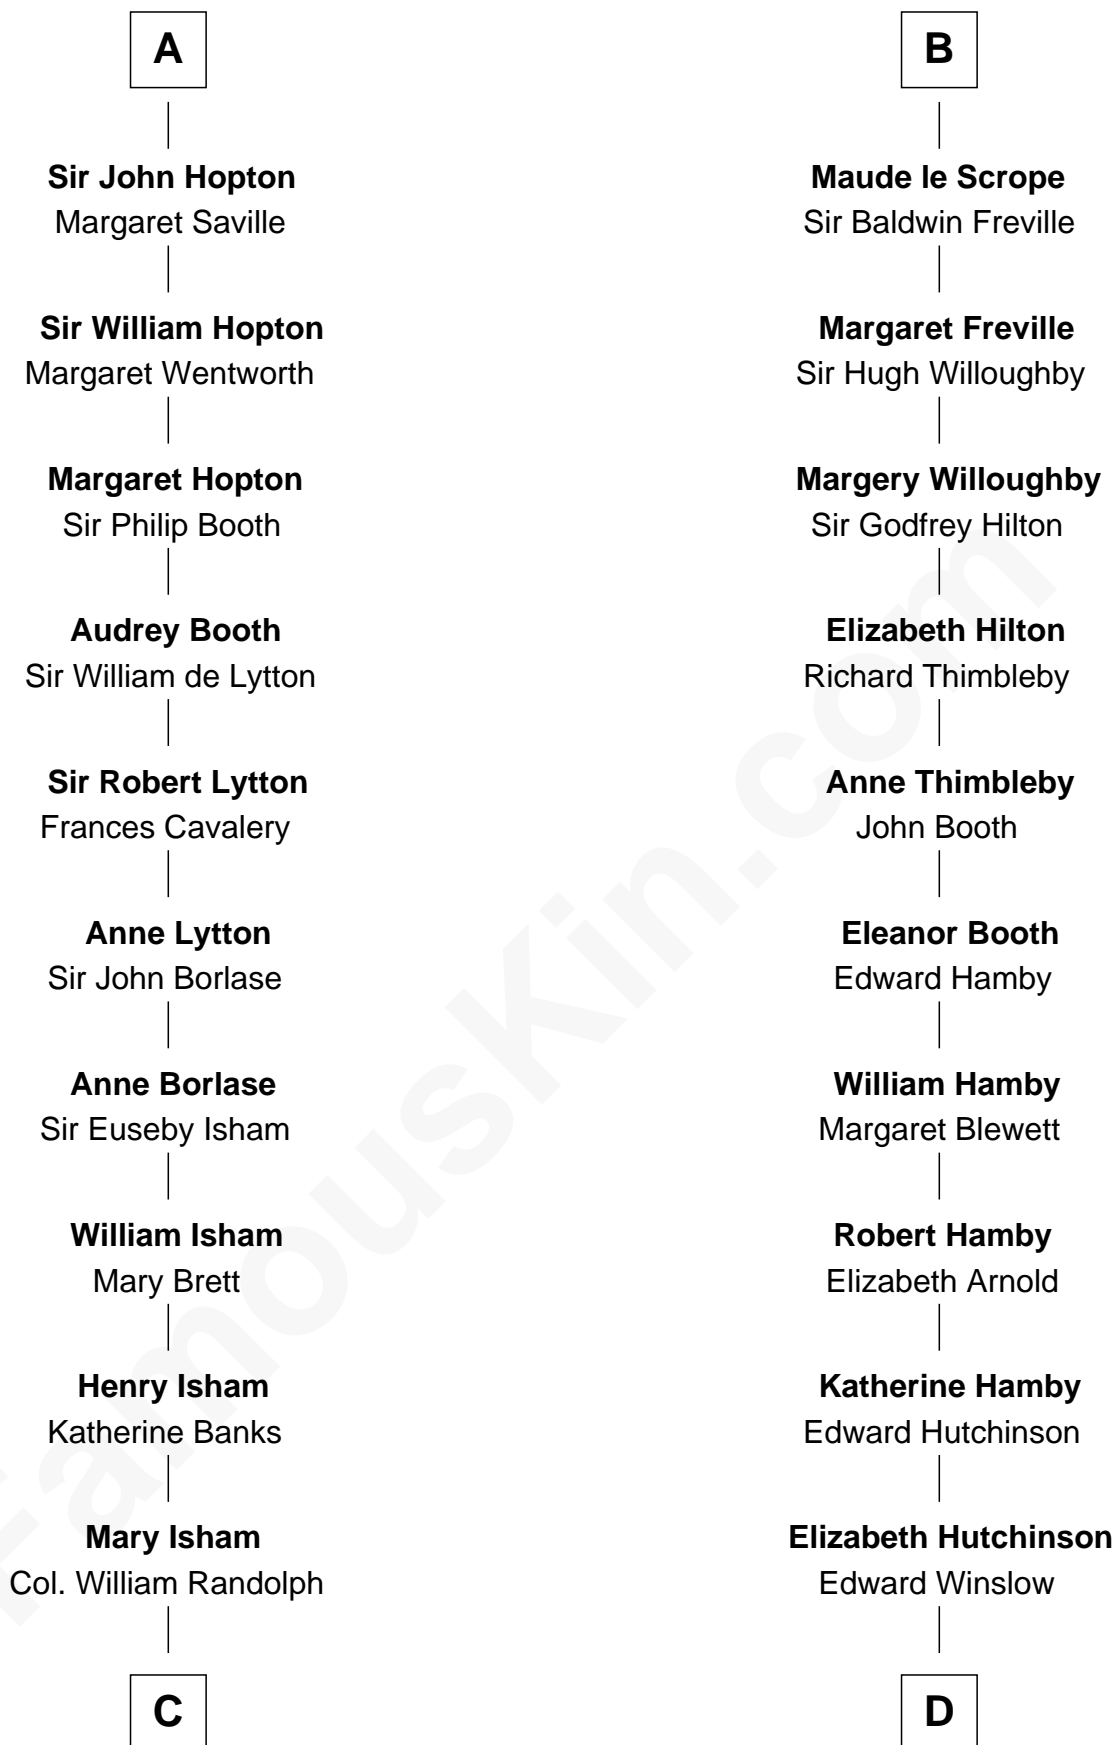 A
Sir John Hopton
Margaret Saville
Sir William Hopton
Margaret Wentworth
Margaret Hopton
Sir Philip Booth
Audrey Booth
Sir William de Lytton
Sir Robert Lytton
Frances Cavalery
Anne Lytton
Sir John Borlase
Anne Borlase
Sir Euseby Isham
William Isham
Mary Brett
Henry Isham
Katherine Banks
Mary Isham
Col. William Randolph
C
B
Maude le Scrope
Sir Baldwin Freville
Margaret Freville
Sir Hugh Willoughby
Margery Willoughby
Sir Godfrey Hilton
Elizabeth Hilton
Richard Thimbleby
Anne Thimbleby
John Booth
Eleanor Booth
Edward Hamby
William Hamby
Margaret Blewett
Robert Hamby
Elizabeth Arnold
Katherine Hamby
Edward Hutchinson
Elizabeth Hutchinson
Edward Winslow
D
FamousKin.com